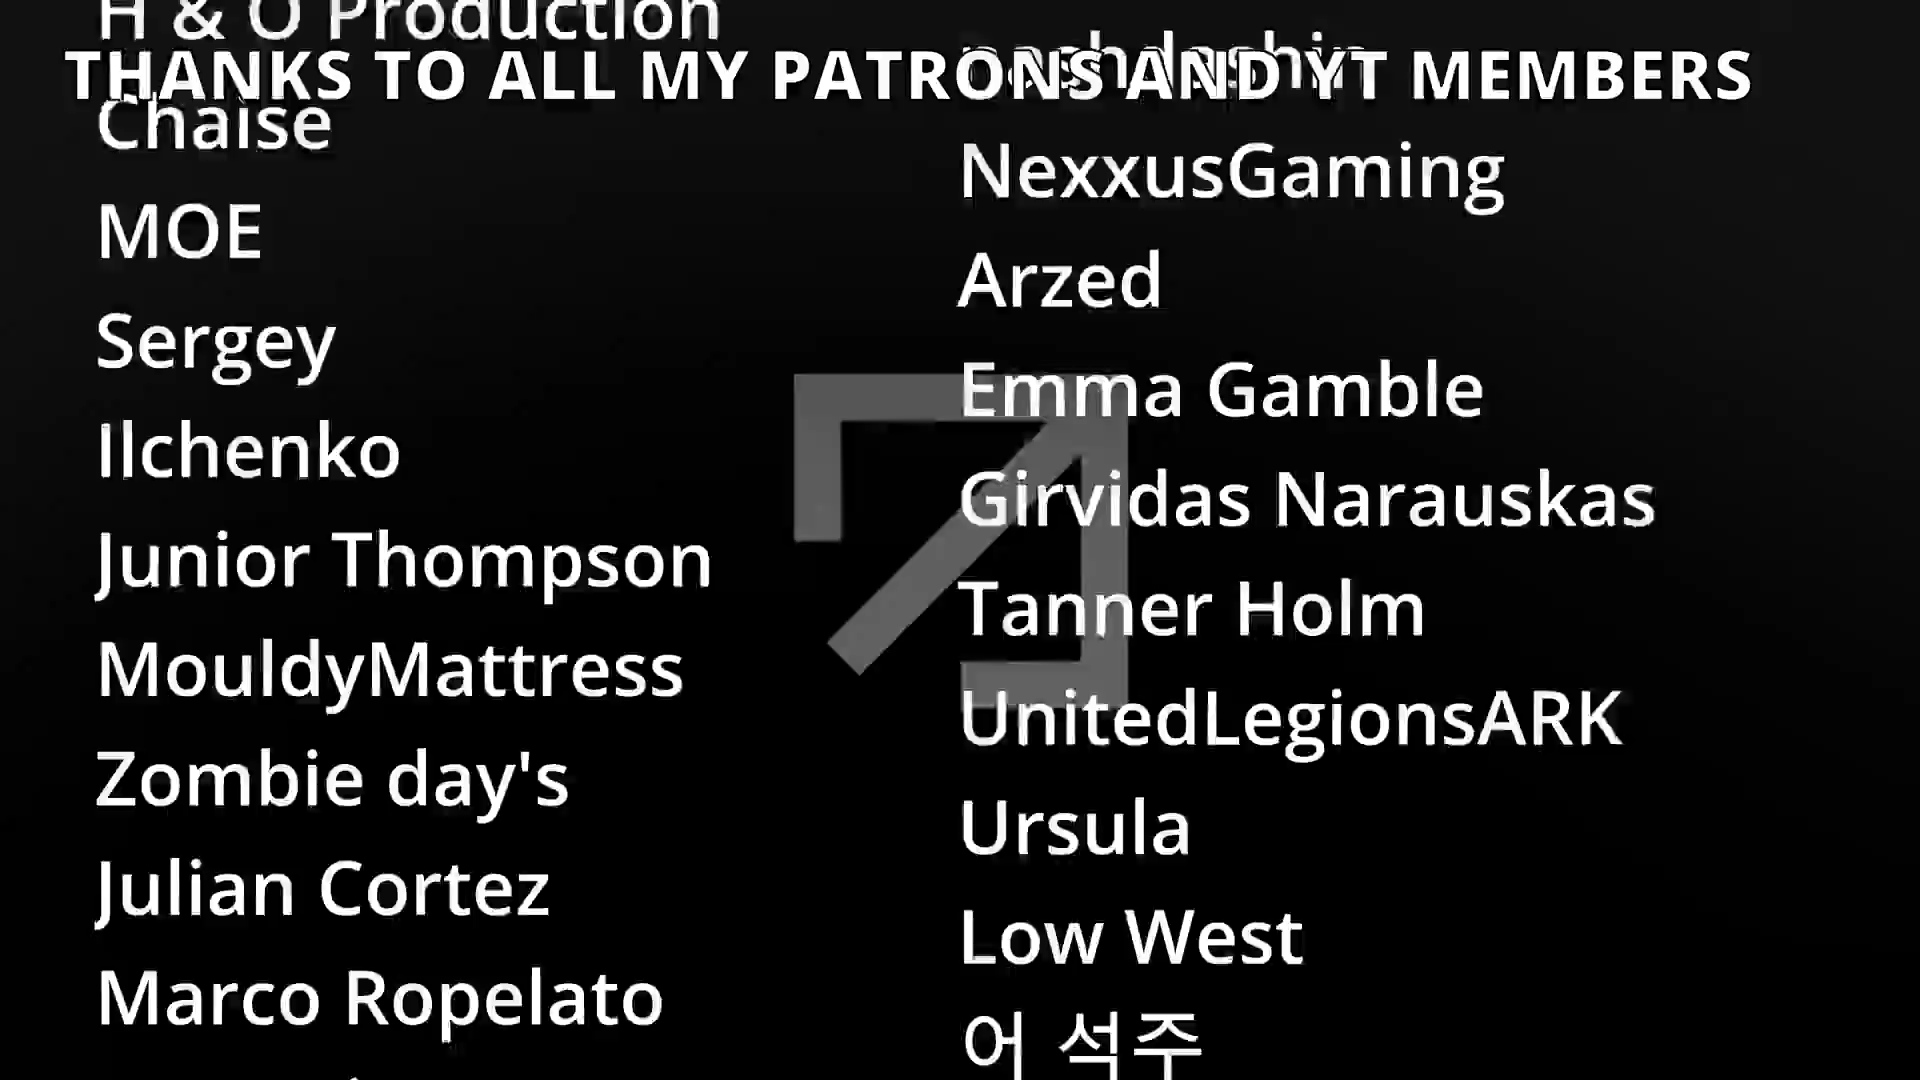 H & O Production
THANKS TO ALL MY PATRONS AND YT MEMBERS
Chaise
MOE
Sergey
Ilchenko
Junior Thompson
MouldyMattress
Zombie day's
Julian Cortez
Marco Ropelato
NexxusGaming
Arzed
Emma Gamble
Girvidas Narauskas
Tanner Holm
UnitedLegionsARK
Ursula
Low West
어 석주